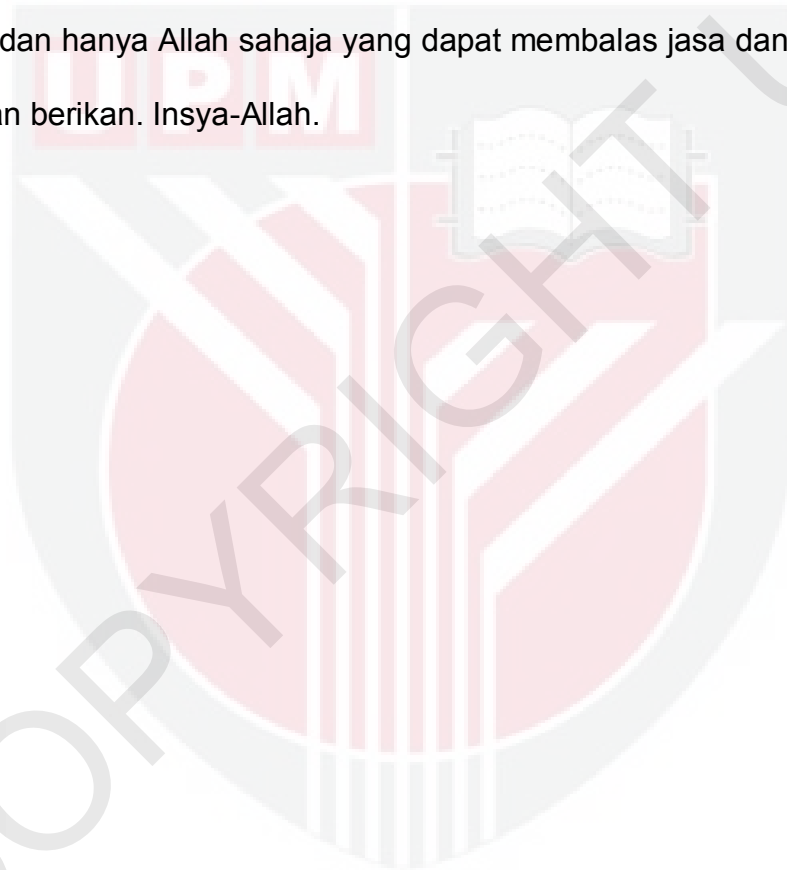 dan hanya Allah sahaja yang dapat membalas jasa dan
an berikan. Insya-Allah.
UPM
COPYRIGHT U